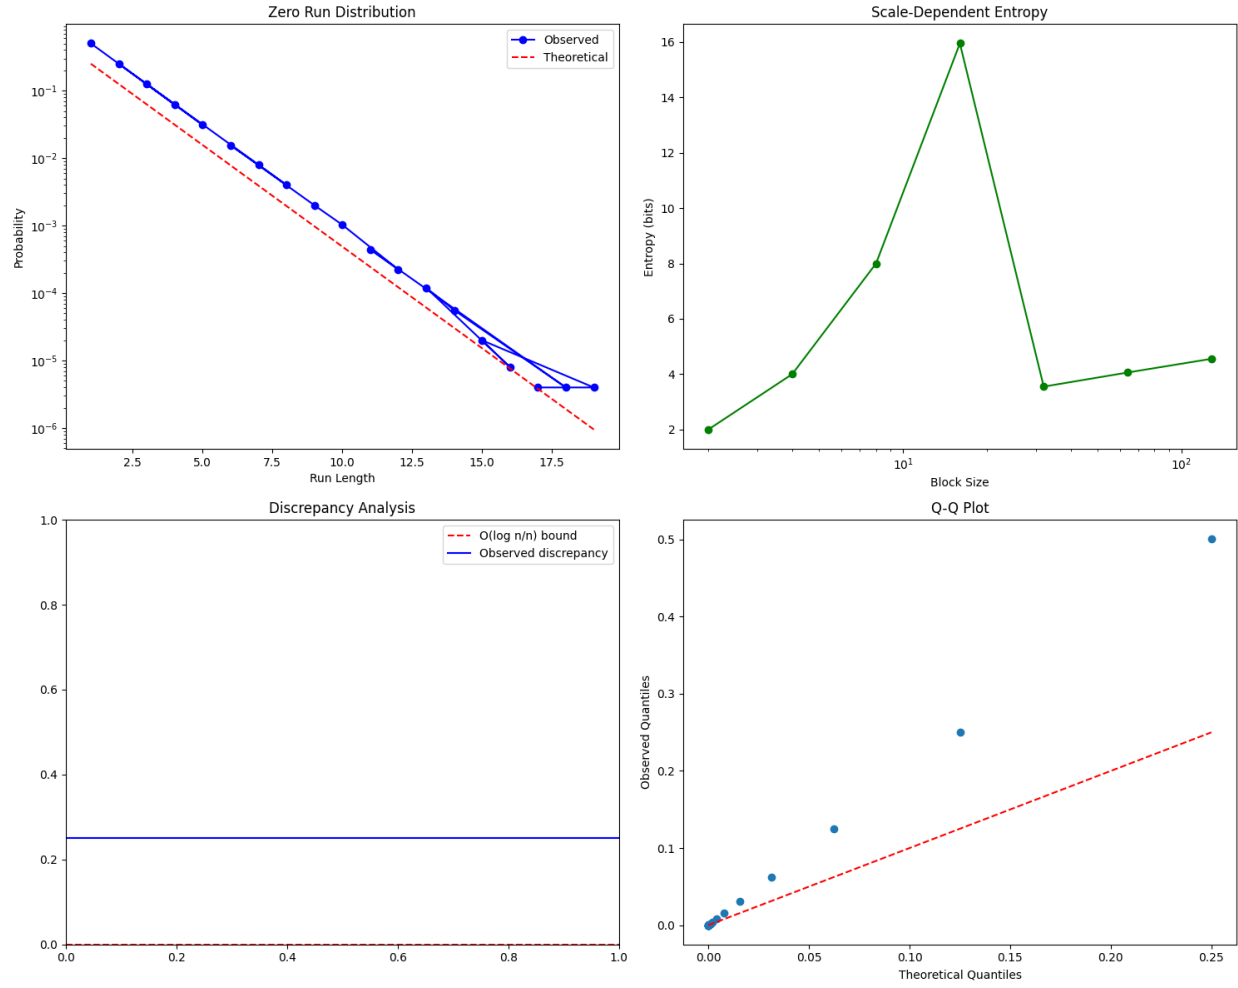 Zero Run Distribution
Observed
Theoretical
10⁻¹
10⁻²
10⁻³
10⁻⁴
10⁻⁵
10⁻⁶
Probability
2.5 5.0 7.5 10.0 12.5 15.0 17.5
Run Length
Scale-Dependent Entropy
16
14
12
10
8
6
4
2
Entropy (bits)
10¹ 10²
Block Size
Discrepancy Analysis
O(log n/n) bound
Observed discrepancy
1.0
0.8
0.6
0.4
0.2
0.0
0.0 0.2 0.4 0.6 0.8 1.0
Q-Q Plot
0.5
0.4
0.3
0.2
0.1
0.0
Observed Quantiles
0.00 0.05 0.10 0.15 0.20 0.25
Theoretical Quantiles